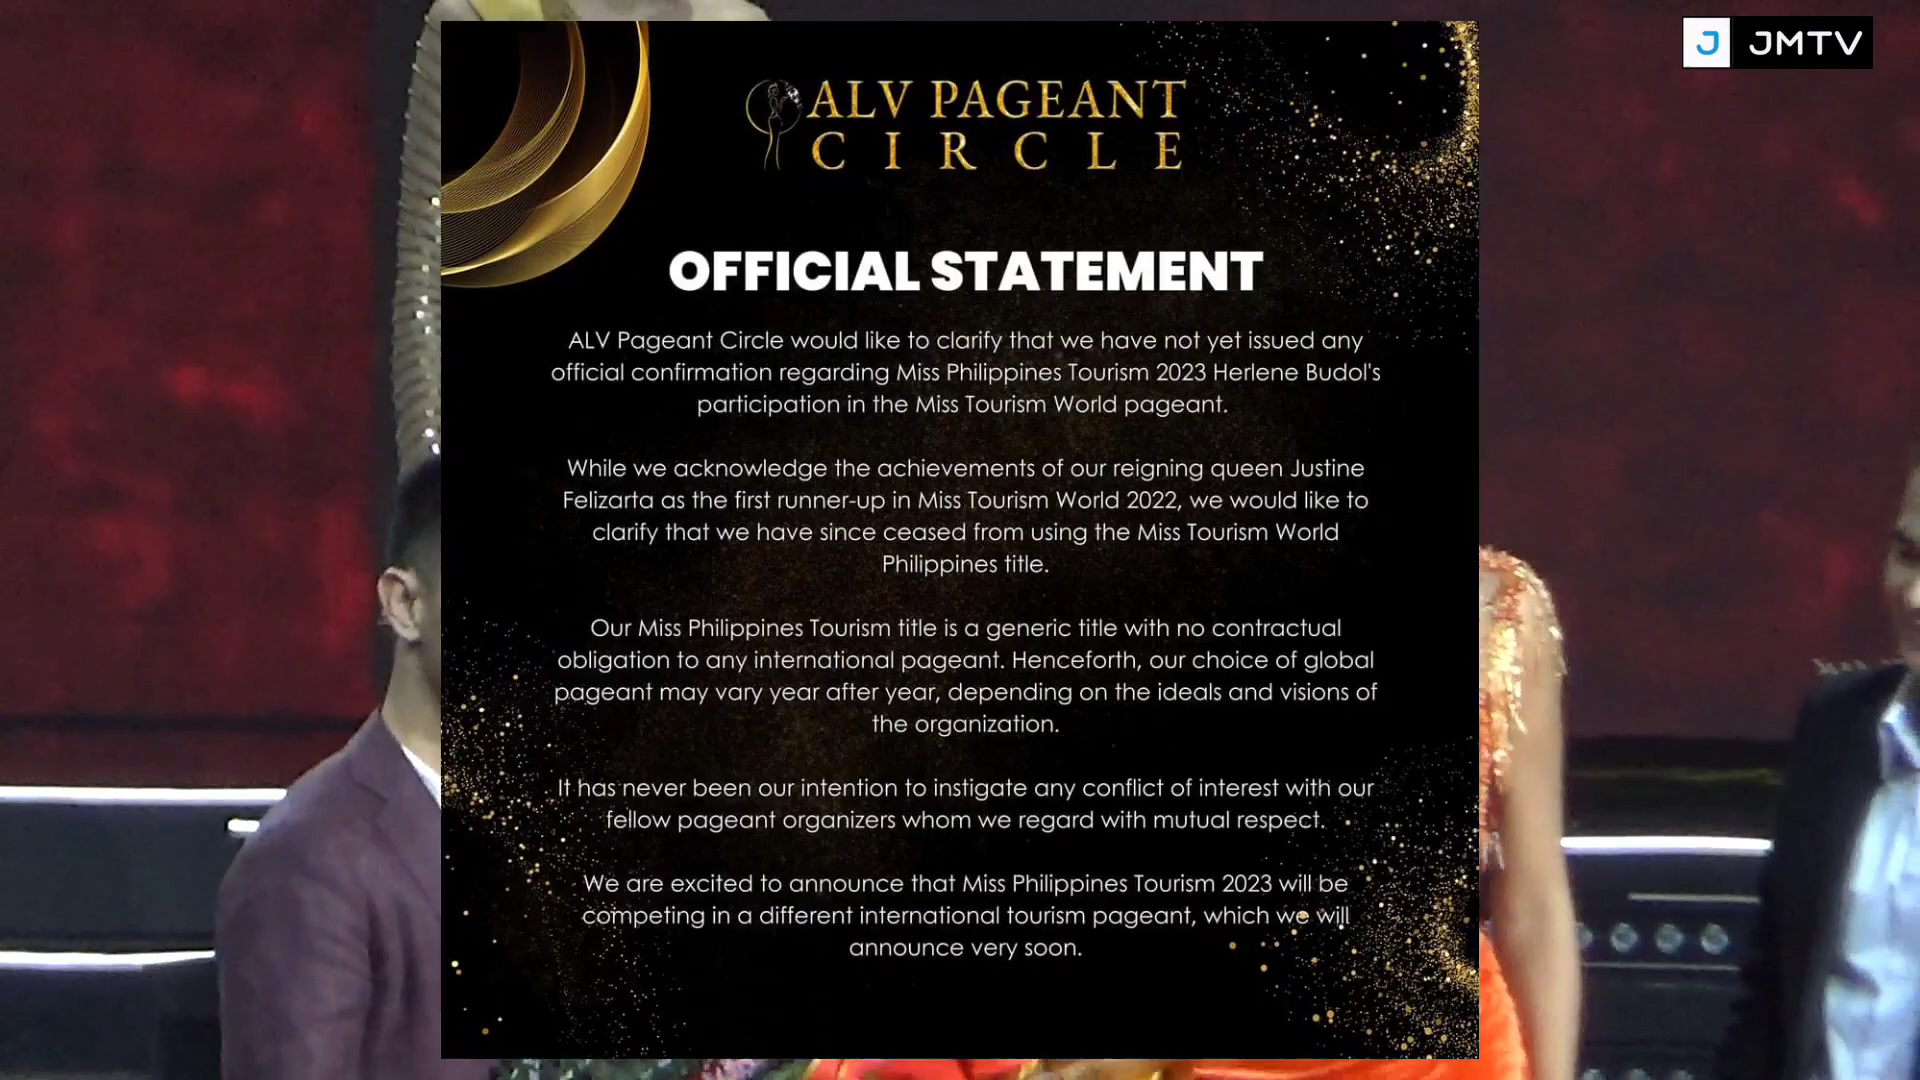 J JMTV
ALV PAGEANT
CIRCLE
OFFICIAL STATEMENT
ALV Pageant Circle would like to clarify that we have not yet issued any
official confirmation regarding Miss Philippines Tourism 2023 Herlene Budol's
participation in the Miss Tourism World pageant.
While we acknowledge the achievements of our reigning queen Justine
Felizarta as the first runner-up in Miss Tourism World 2022, we would like to
clarify that we have since ceased from using the Miss Tourism World
Philippines title.
Our Miss Philippines Tourism title is a generic title with no contractual
obligation to any international pageant. Henceforth, our choice of global
pageant may vary year after year, depending on the ideals and visions of
the organization.
It has never been our intention to instigate any conflict of interest with our
fellow pageant organizers whom we regard with mutual respect.
We are excited to announce that Miss Philippines Tourism 2023 will be
competing in a different international tourism pageant, which we will
announce very soon.